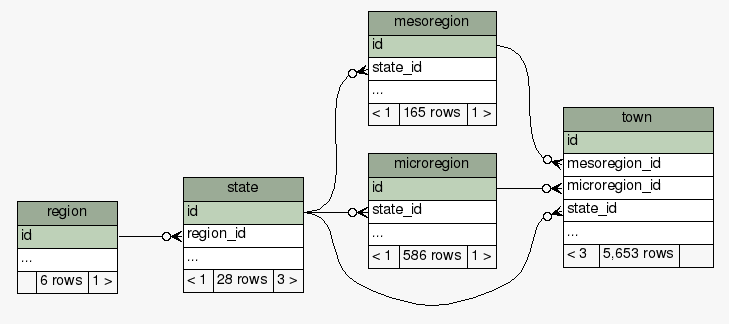 mesoregion
id
state_id
...
< 1 165 rows 1 >
town
id
mesoregion_id
microregion_id
state_id
...
< 3 5,653 rows
microregion
id
state_id
...
< 1 586 rows 1 >
state
id
region_id
...
< 1 28 rows 3 >
region
id
...
6 rows 1 >